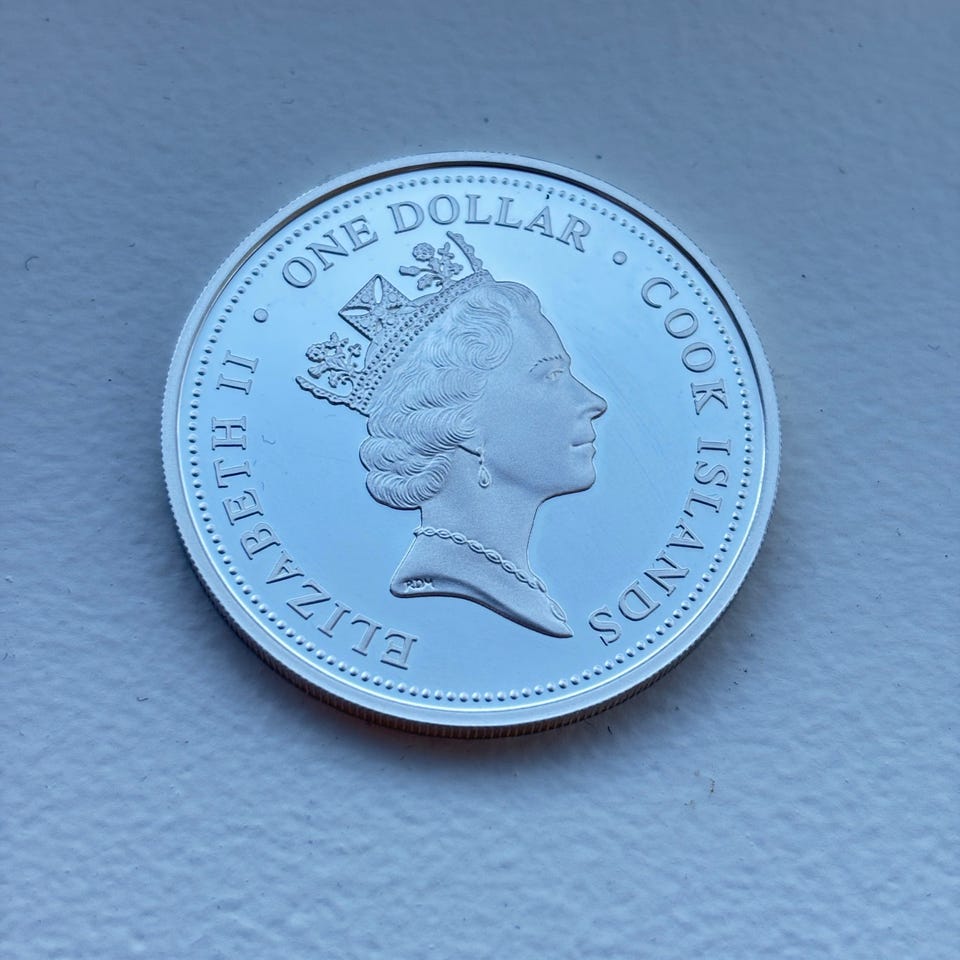 ELIZABETH II • ONE DOLLAR • COOK ISLANDS
RDM